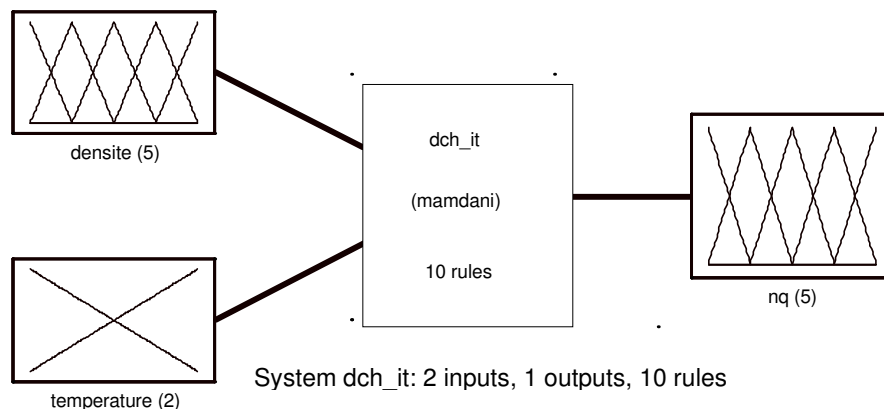 densite (5)
dch_it
(mamdani)
10 rules
nq (5)
System dch_it: 2 inputs, 1 outputs, 10 rules
temperature (2)